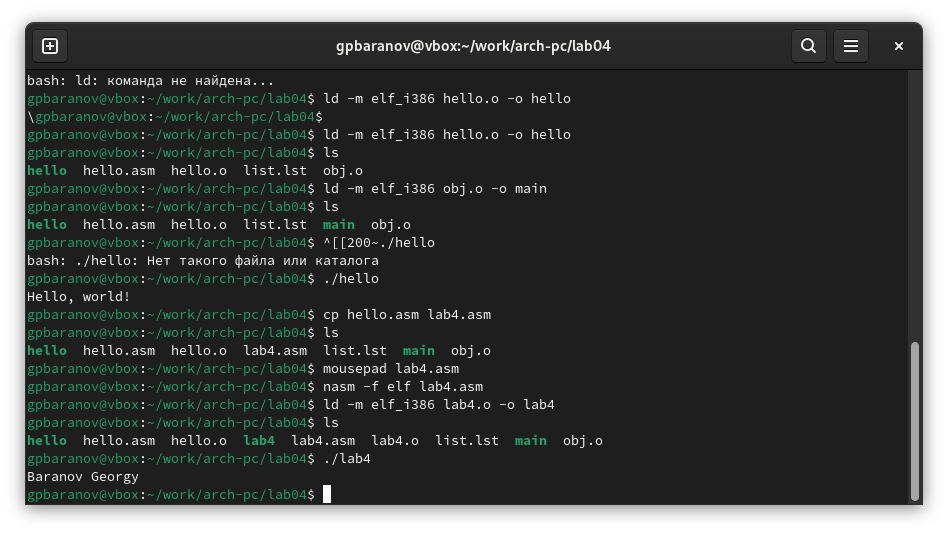 gpbaranov@vbox:~/work/arch-pc/lab04
bash: ld: команда не найдена...
gpbaranov@vbox:~/work/arch-pc/lab04$ ld -m elf_i386 hello.o -o hello
\gpbaranov@vbox:~/work/arch-pc/lab04$
gpbaranov@vbox:~/work/arch-pc/lab04$ ld -m elf_i386 hello.o -o hello
gpbaranov@vbox:~/work/arch-pc/lab04$ ls
hello  hello.asm  hello.o  list.lst  obj.o
gpbaranov@vbox:~/work/arch-pc/lab04$ ld -m elf_i386 obj.o -o main
gpbaranov@vbox:~/work/arch-pc/lab04$ ls
hello  hello.asm  hello.o  list.lst  main  obj.o
gpbaranov@vbox:~/work/arch-pc/lab04$ ^[[200~./hello
bash: ./hello: Нет такого файла или каталога
gpbaranov@vbox:~/work/arch-pc/lab04$ ./hello
Hello, world!
gpbaranov@vbox:~/work/arch-pc/lab04$ cp hello.asm lab4.asm
gpbaranov@vbox:~/work/arch-pc/lab04$ ls
hello  hello.asm  hello.o  lab4.asm  list.lst  main  obj.o
gpbaranov@vbox:~/work/arch-pc/lab04$ mousepad lab4.asm
gpbaranov@vbox:~/work/arch-pc/lab04$ nasm -f elf lab4.asm
gpbaranov@vbox:~/work/arch-pc/lab04$ ld -m elf_i386 lab4.o -o lab4
gpbaranov@vbox:~/work/arch-pc/lab04$ ls
hello  hello.asm  hello.o  lab4  lab4.asm  lab4.o  list.lst  main  obj.o
gpbaranov@vbox:~/work/arch-pc/lab04$ ./lab4
Baranov Georgy
gpbaranov@vbox:~/work/arch-pc/lab04$